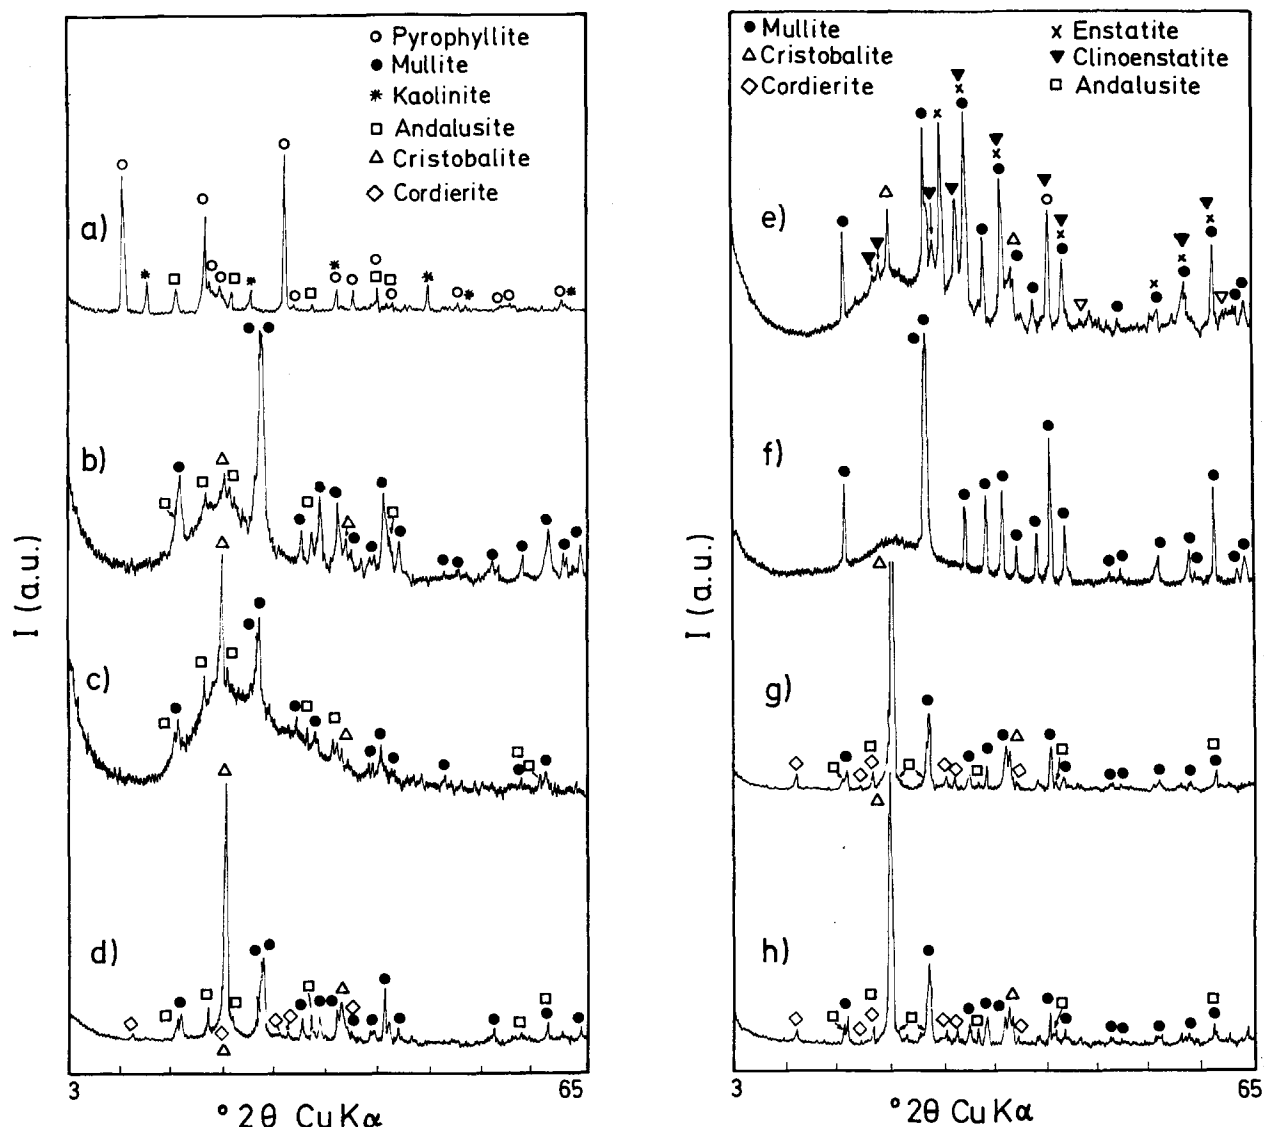 Pyrophyllite
Mullite
Kaolinite
Andalusite
Cristobalite
Cordierite
a)
b)
c)
d)
I (a.u.)
3
65
°2θ CuKα
Mullite
Cristobalite
Cordierite
Enstatite
Clinoenstatite
Andalusite
e)
f)
g)
h)
I (a.u.)
3
65
°2θ CuKα